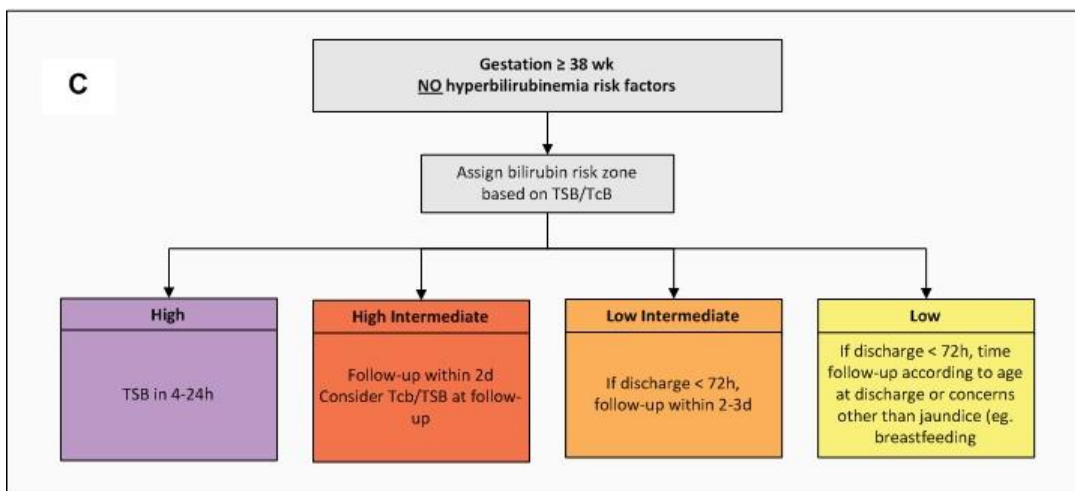 C
Gestation ≥ 38 wk
NO hyperbilirubinemia risk factors
Assign bilirubin risk zone
based on TSB/TcB
High
TSB in 4-24h
High Intermediate
Follow-up within 2d
Consider Tcb/TSB at follow-
up
Low Intermediate
If discharge < 72h,
follow-up within 2-3d
Low
If discharge < 72h, time
follow-up according to age
at discharge or concerns
other than jaundice (eg.
breastfeeding